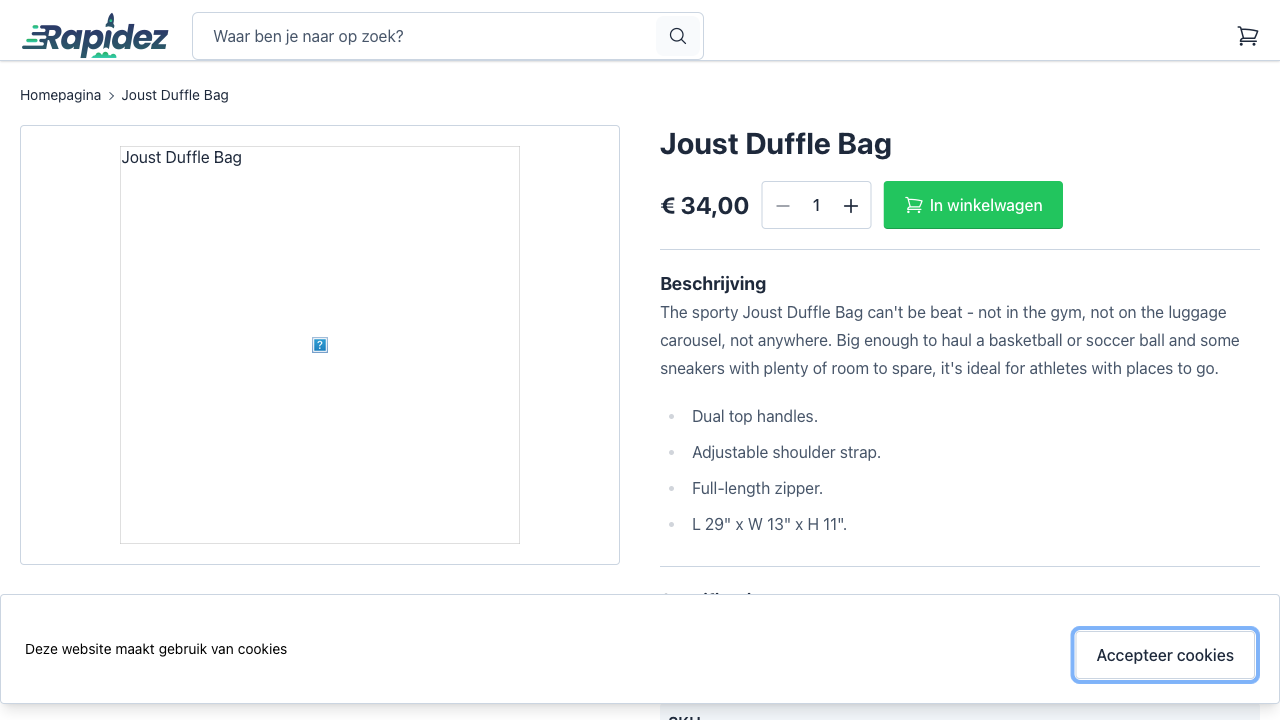 Rapidez
Waar ben je naar op zoek?
Homepagina > Joust Duffle Bag
Joust Duffle Bag
Joust Duffle Bag
€ 34,00
1
In winkelwagen
Beschrijving
The sporty Joust Duffle Bag can't be beat - not in the gym, not on the luggage
carousel, not anywhere. Big enough to haul a basketball or soccer ball and some
sneakers with plenty of room to spare, it's ideal for athletes with places to go.
Dual top handles.
Adjustable shoulder strap.
Full-length zipper.
L 29" x W 13" x H 11".
Deze website maakt gebruik van cookies
Accepteer cookies
SKU